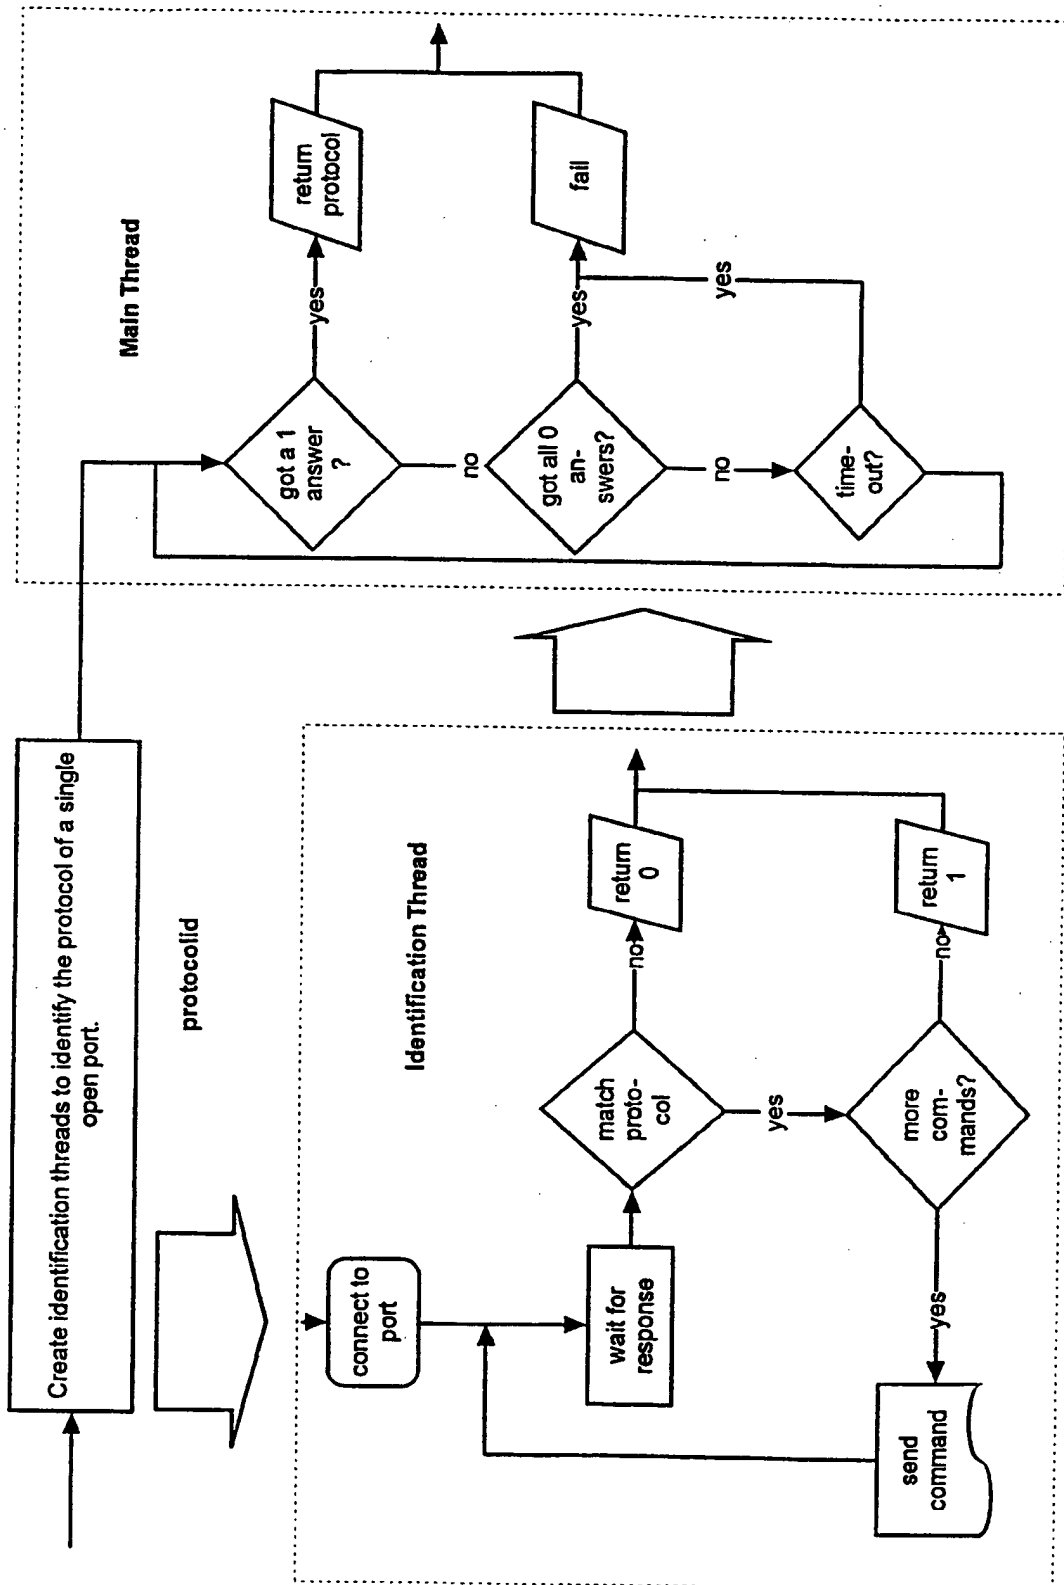 Create identification threads to identify the protocol of a single
open port.
protocolid
Identification Thread
connect to
port
wait for
response
match
proto-
col
no
return
0
yes
more
com-
mands?
no
return
1
yes
send
command
Main Thread
got a 1
answer
?
yes
return
protocol
no
got all 0
an-
swers?
yes
fail
no
time-
out?
yes